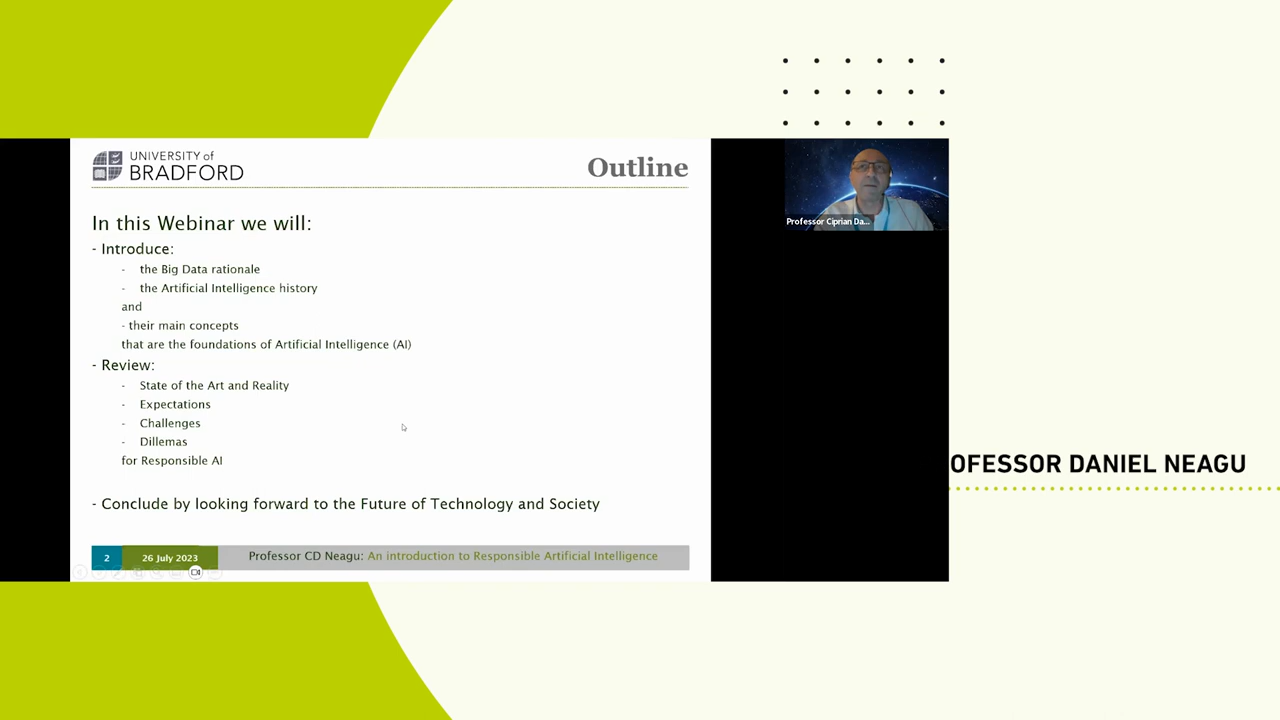 UNIVERSITY of
BRADFORD
Outline
In this Webinar we will:
- Introduce:
- the Big Data rationale
- the Artificial Intelligence history
and
- their main concepts
that are the foundations of Artificial Intelligence (AI)
- Review:
- State of the Art and Reality
- Expectations
- Challenges
- Dillemas
for Responsible AI
- Conclude by looking forward to the Future of Technology and Society
2
26 July 2023
Professor CD Neagu: An introduction to Responsible Artificial Intelligence
Professor Ciprian Da...
OFESSOR DANIEL NEAGU